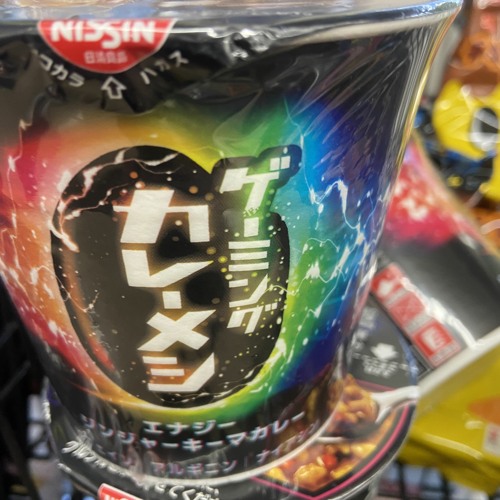 NISSIN
日清食品
ココカラ ハガス
ゲーミング
カレーメシ
エナジー
ジンジャーキーマカレー
アルギニン | ナイアシン